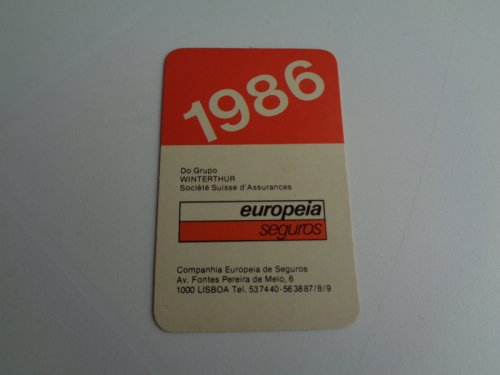 1986
Do Grupo
WINTERTHUR
Société Suisse d'Assurances
europeia
seguros
Companhia Europeia de Seguros
Av. Fontes Pereira de Melo, 6
1000 LISBOA Tel. 537440-563887/8/9